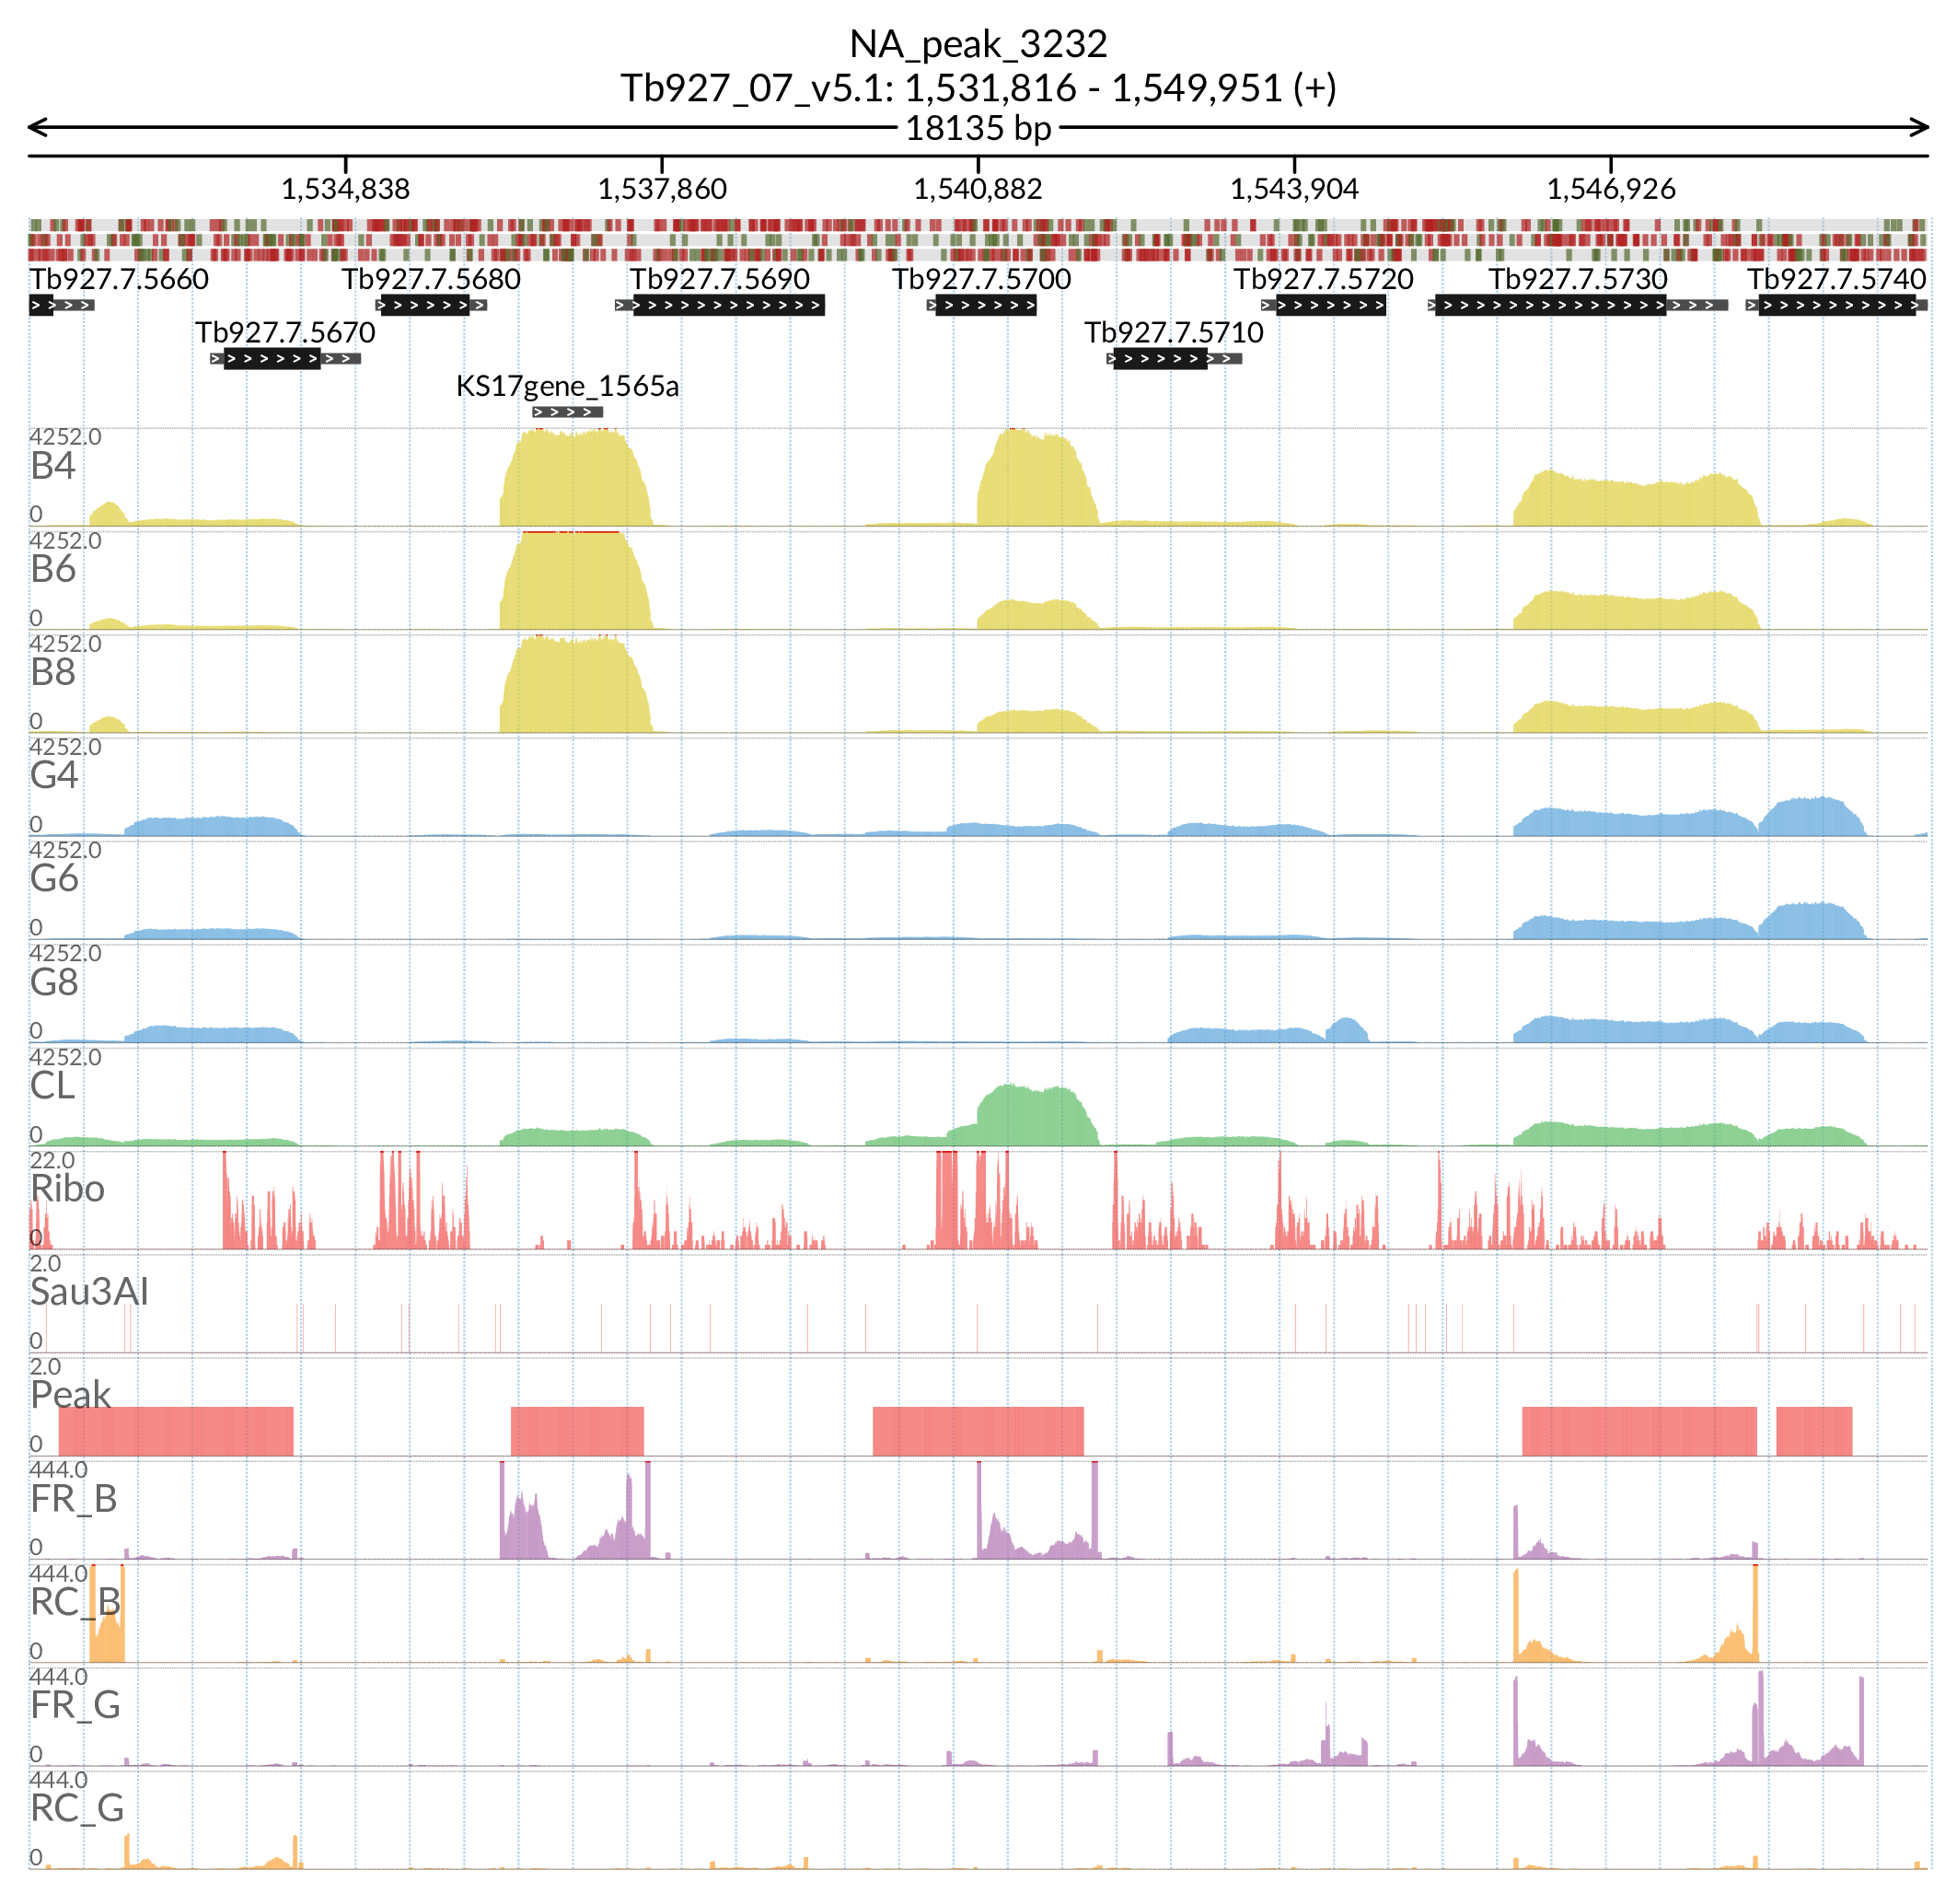 NA_peak_3232
Tb927_07_v5.1: 1,531,816 - 1,549,951 (+)
18135 bp
1,534,838 1,537,860 1,540,882 1,543,904 1,546,926
Tb927.7.5660 Tb927.7.5680 Tb927.7.5690 Tb927.7.5700 Tb927.7.5720 Tb927.7.5730 Tb927.7.5740
Tb927.7.5670 Tb927.7.5710
KS17gene_1565a
4252.0
B4
0
4252.0
B6
0
4252.0
B8
0
4252.0
G4
0
4252.0
G6
0
4252.0
G8
0
4252.0
CL
0
22.0
Ribo
0
2.0
Sau3AI
0
2.0
Peak
0
444.0
FR_B
0
444.0
RC_B
0
444.0
FR_G
0
444.0
RC_G
0